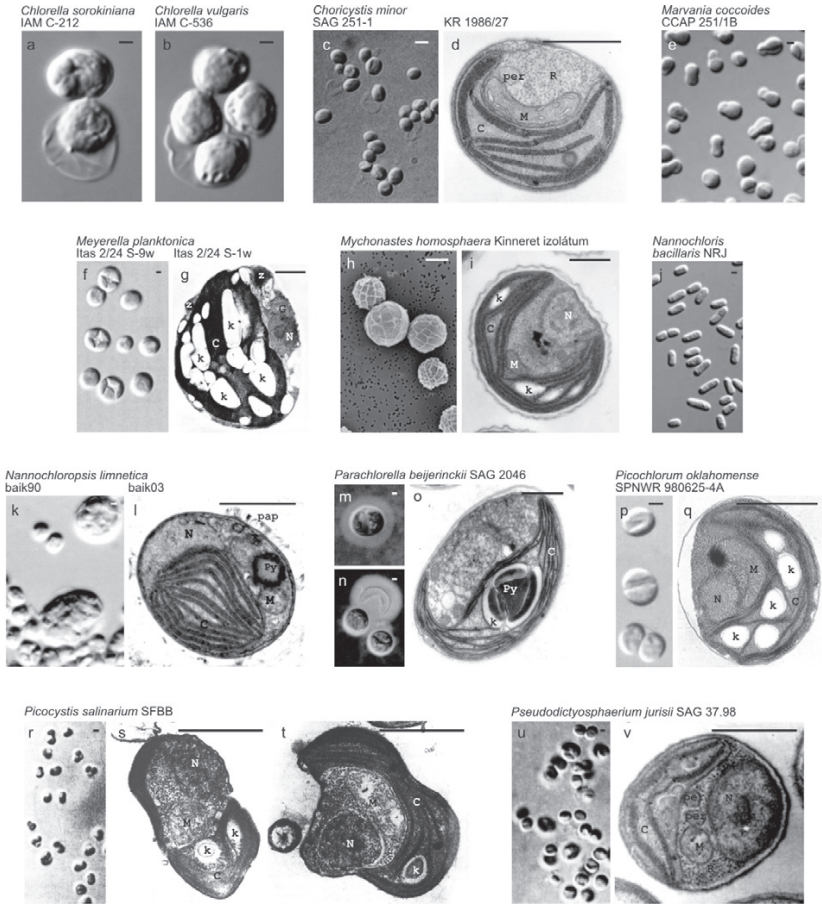 Chlorella sorokiniana
IAM C-212
Chlorella vulgaris
IAM C-536
Choricystis minor
SAG 251-1
KR 1986/27
Marvania coccoides
CCAP 251/1B
a
b
c
d
per
R
M
C
e
Meyerella planktonica
Itas 2/24 S-9w
Itas 2/24 S-1w
Mychonastes homosphaera Kinneret izolátum
Nannochloris
bacillaris NRJ
f
g
z
z
G
N
k
C
k
k
k
h
i
k
N
C
M
k
j
Nannochloropsis limnetica
baik90
baik03
Parachlorella beijerinckii SAG 2046
Picochlorum oklahomense
SPNWR 980625-4A
k
l
pap
N
Py
M
C
m
n
o
C
Py
k
p
q
M
k
N
C
k
k
Picocystis salinarium SFBB
Pseudodictyosphaerium jurisii SAG 37.98
r
s
N
M
k
k
C
t
M
C
N
k
u
v
per
N
C
per
M
R